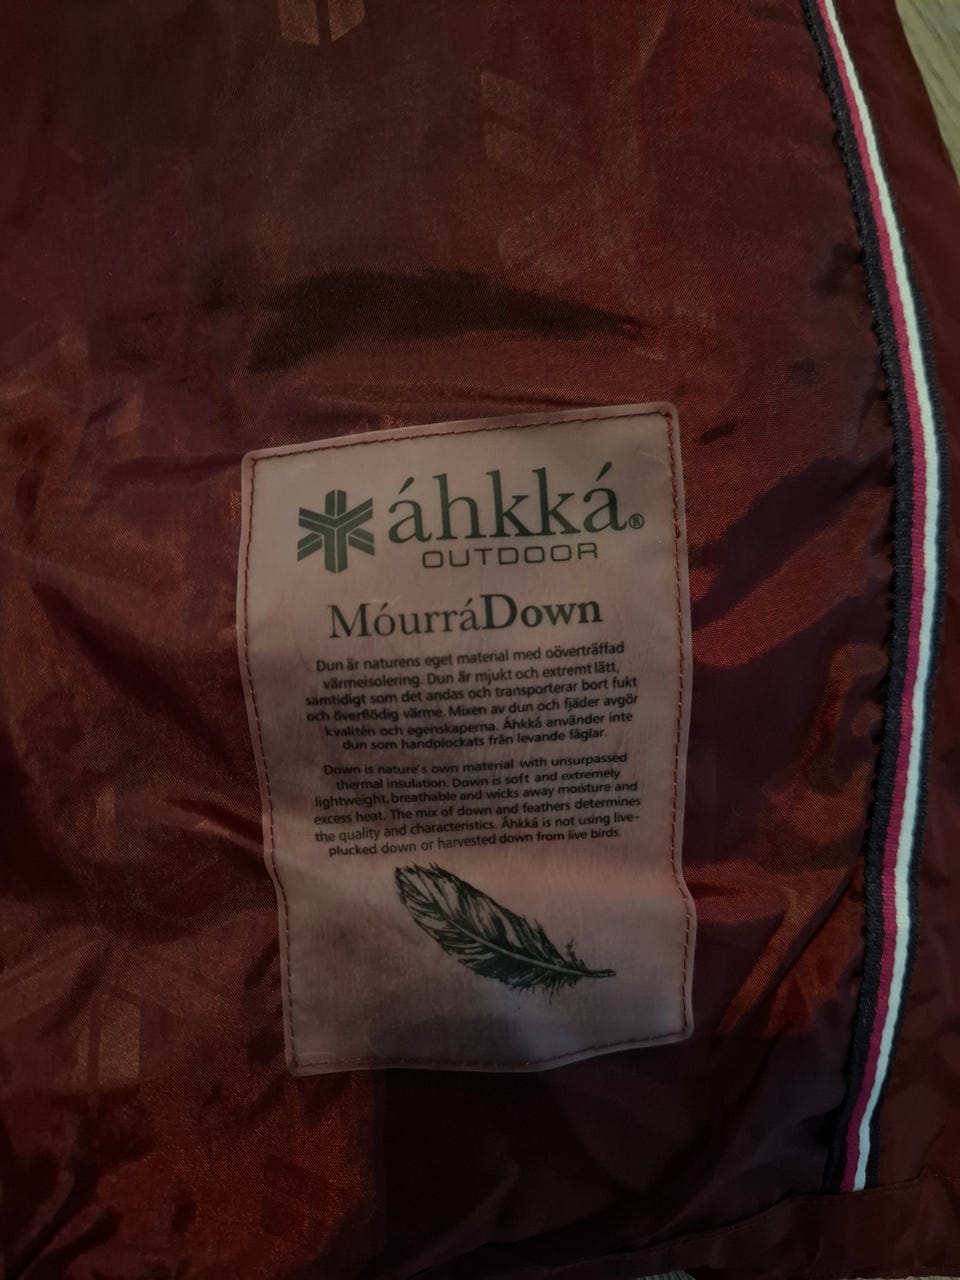 áhkká®
OUTDOOR
MóurráDown
Dun är naturens eget material med oöverträffad
värmeisolering. Dun är mjukt och extremt lätt,
samtidigt som det andas och transporterar bort fukt
och överflödig värme. Mixen av dun och fjäder avgör
kvalitén och egenskaperna. Áhkká använder inte
dun som handplockats från levande fåglar.
Down is nature's own material with unsurpassed
thermal insulation. Down is soft and extremely
lightweight, breathable and wicks away moisture and
excess heat. The mix of down and feathers determines
the quality and characteristics. Áhkká is not using live-
plucked down or harvested down from live birds.